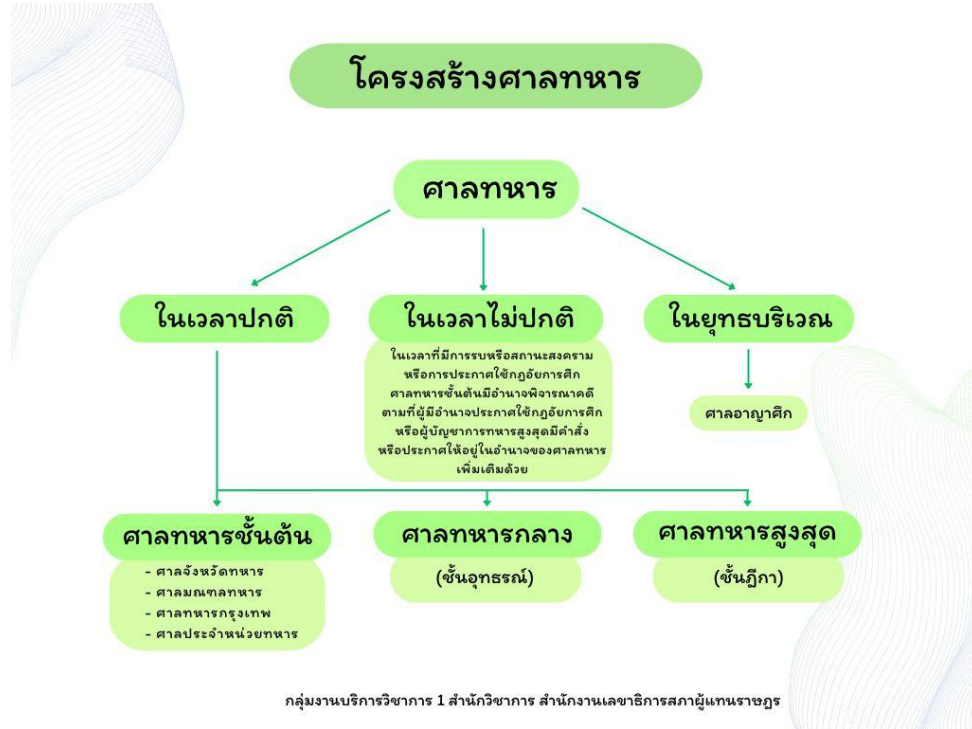 โครงสร้างศาลทหาร
ศาลทหาร
ในเวลาปกติ
ในเวลาไม่ปกติ
ในเวลาที่มีการรบหรือสถานะสงคราม
หรือการประกาศใช้กฎอัยการศึก
ศาลทหารชั้นต้นมีอำนาจพิจารณาคดี
ตามที่ผู้มีอำนาจประกาศใช้กฎอัยการศึก
หรือผู้บัญชาการทหารสูงสุดมีคำสั่ง
หรือประกาศให้อยู่ในอำนาจของศาลทหาร
เพิ่มเติมด้วย
ในยุทธบริเวณ
ศาลอาญาศึก
ศาลทหารชั้นต้น
- ศาลจังหวัดทหาร
- ศาลมณฑลทหาร
- ศาลทหารกรุงเทพ
- ศาลประจำหน่วยทหาร
ศาลทหารกลาง
(ชั้นอุทธรณ์)
ศาลทหารสูงสุด
(ชั้นฎีกา)
กลุ่มงานบริการวิชาการ 1 สำนักวิชาการ สำนักงานเลขาธิการสภาผู้แทนราษฎร